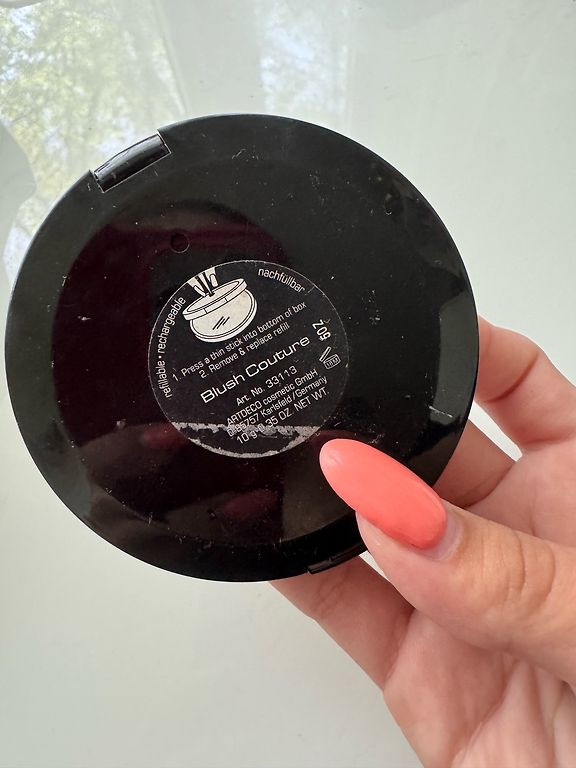 refillable · rechargeable
nachfüllbar
1. Press a thin stick into bottom of box
2. Remove & replace refill
Blush Couture
Art. No. 33113
ARTDECO cosmetic GmbH
85757 Karlsfeld/Germany
10 g 0.35 OZ. NET WT.